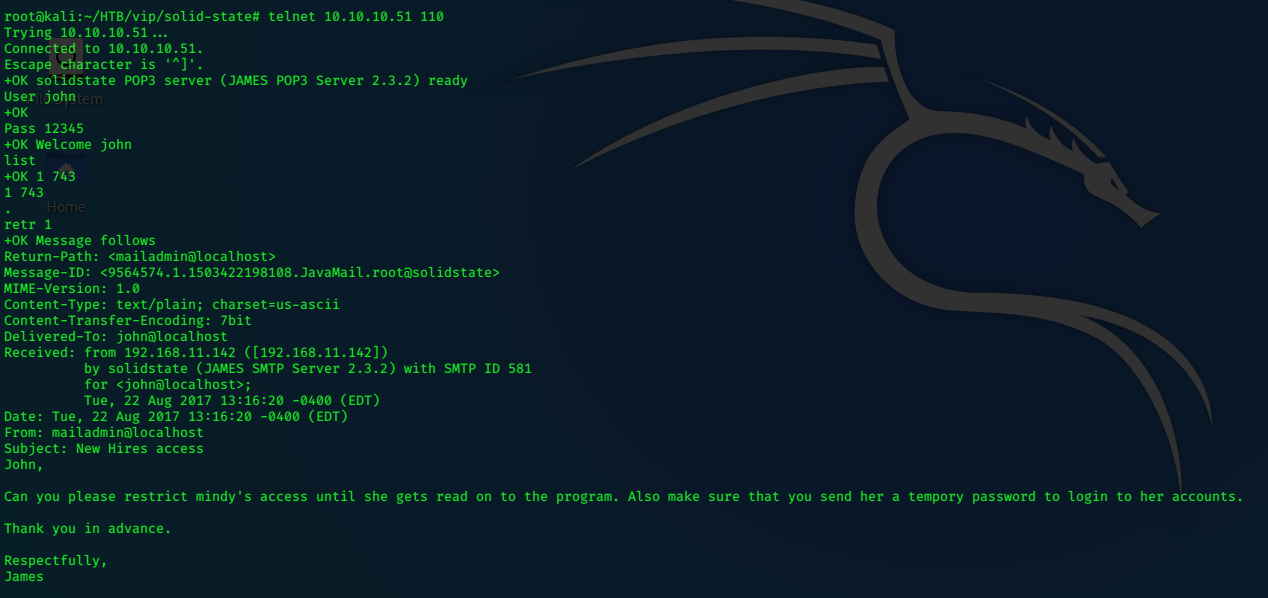 root@kali:~/HTB/vip/solid-state# telnet 10.10.10.51 110
Trying 10.10.10.51...
Connected to 10.10.10.51.
Escape character is '^]'.
+OK solidstate POP3 server (JAMES POP3 Server 2.3.2) ready
User john
+OK
Pass 12345
+OK Welcome john
list
+OK 1 743
1 743
.
Home
retr 1
+OK Message follows
Return-Path: <mailadmin@localhost>
Message-ID: <9564574.1.1503422198108.JavaMail.root@solidstate>
MIME-Version: 1.0
Content-Type: text/plain; charset=us-ascii
Content-Transfer-Encoding: 7bit
Delivered-To: john@localhost
Received: from 192.168.11.142 ([192.168.11.142])
          by solidstate (JAMES SMTP Server 2.3.2) with SMTP ID 581
          for <john@localhost>;
          Tue, 22 Aug 2017 13:16:20 -0400 (EDT)
Date: Tue, 22 Aug 2017 13:16:20 -0400 (EDT)
From: mailadmin@localhost
Subject: New Hires access
John,

Can you please restrict mindy's access until she gets read on to the program. Also make sure that you send her a tempory password to login to her accounts.

Thank you in advance.

Respectfully,
James